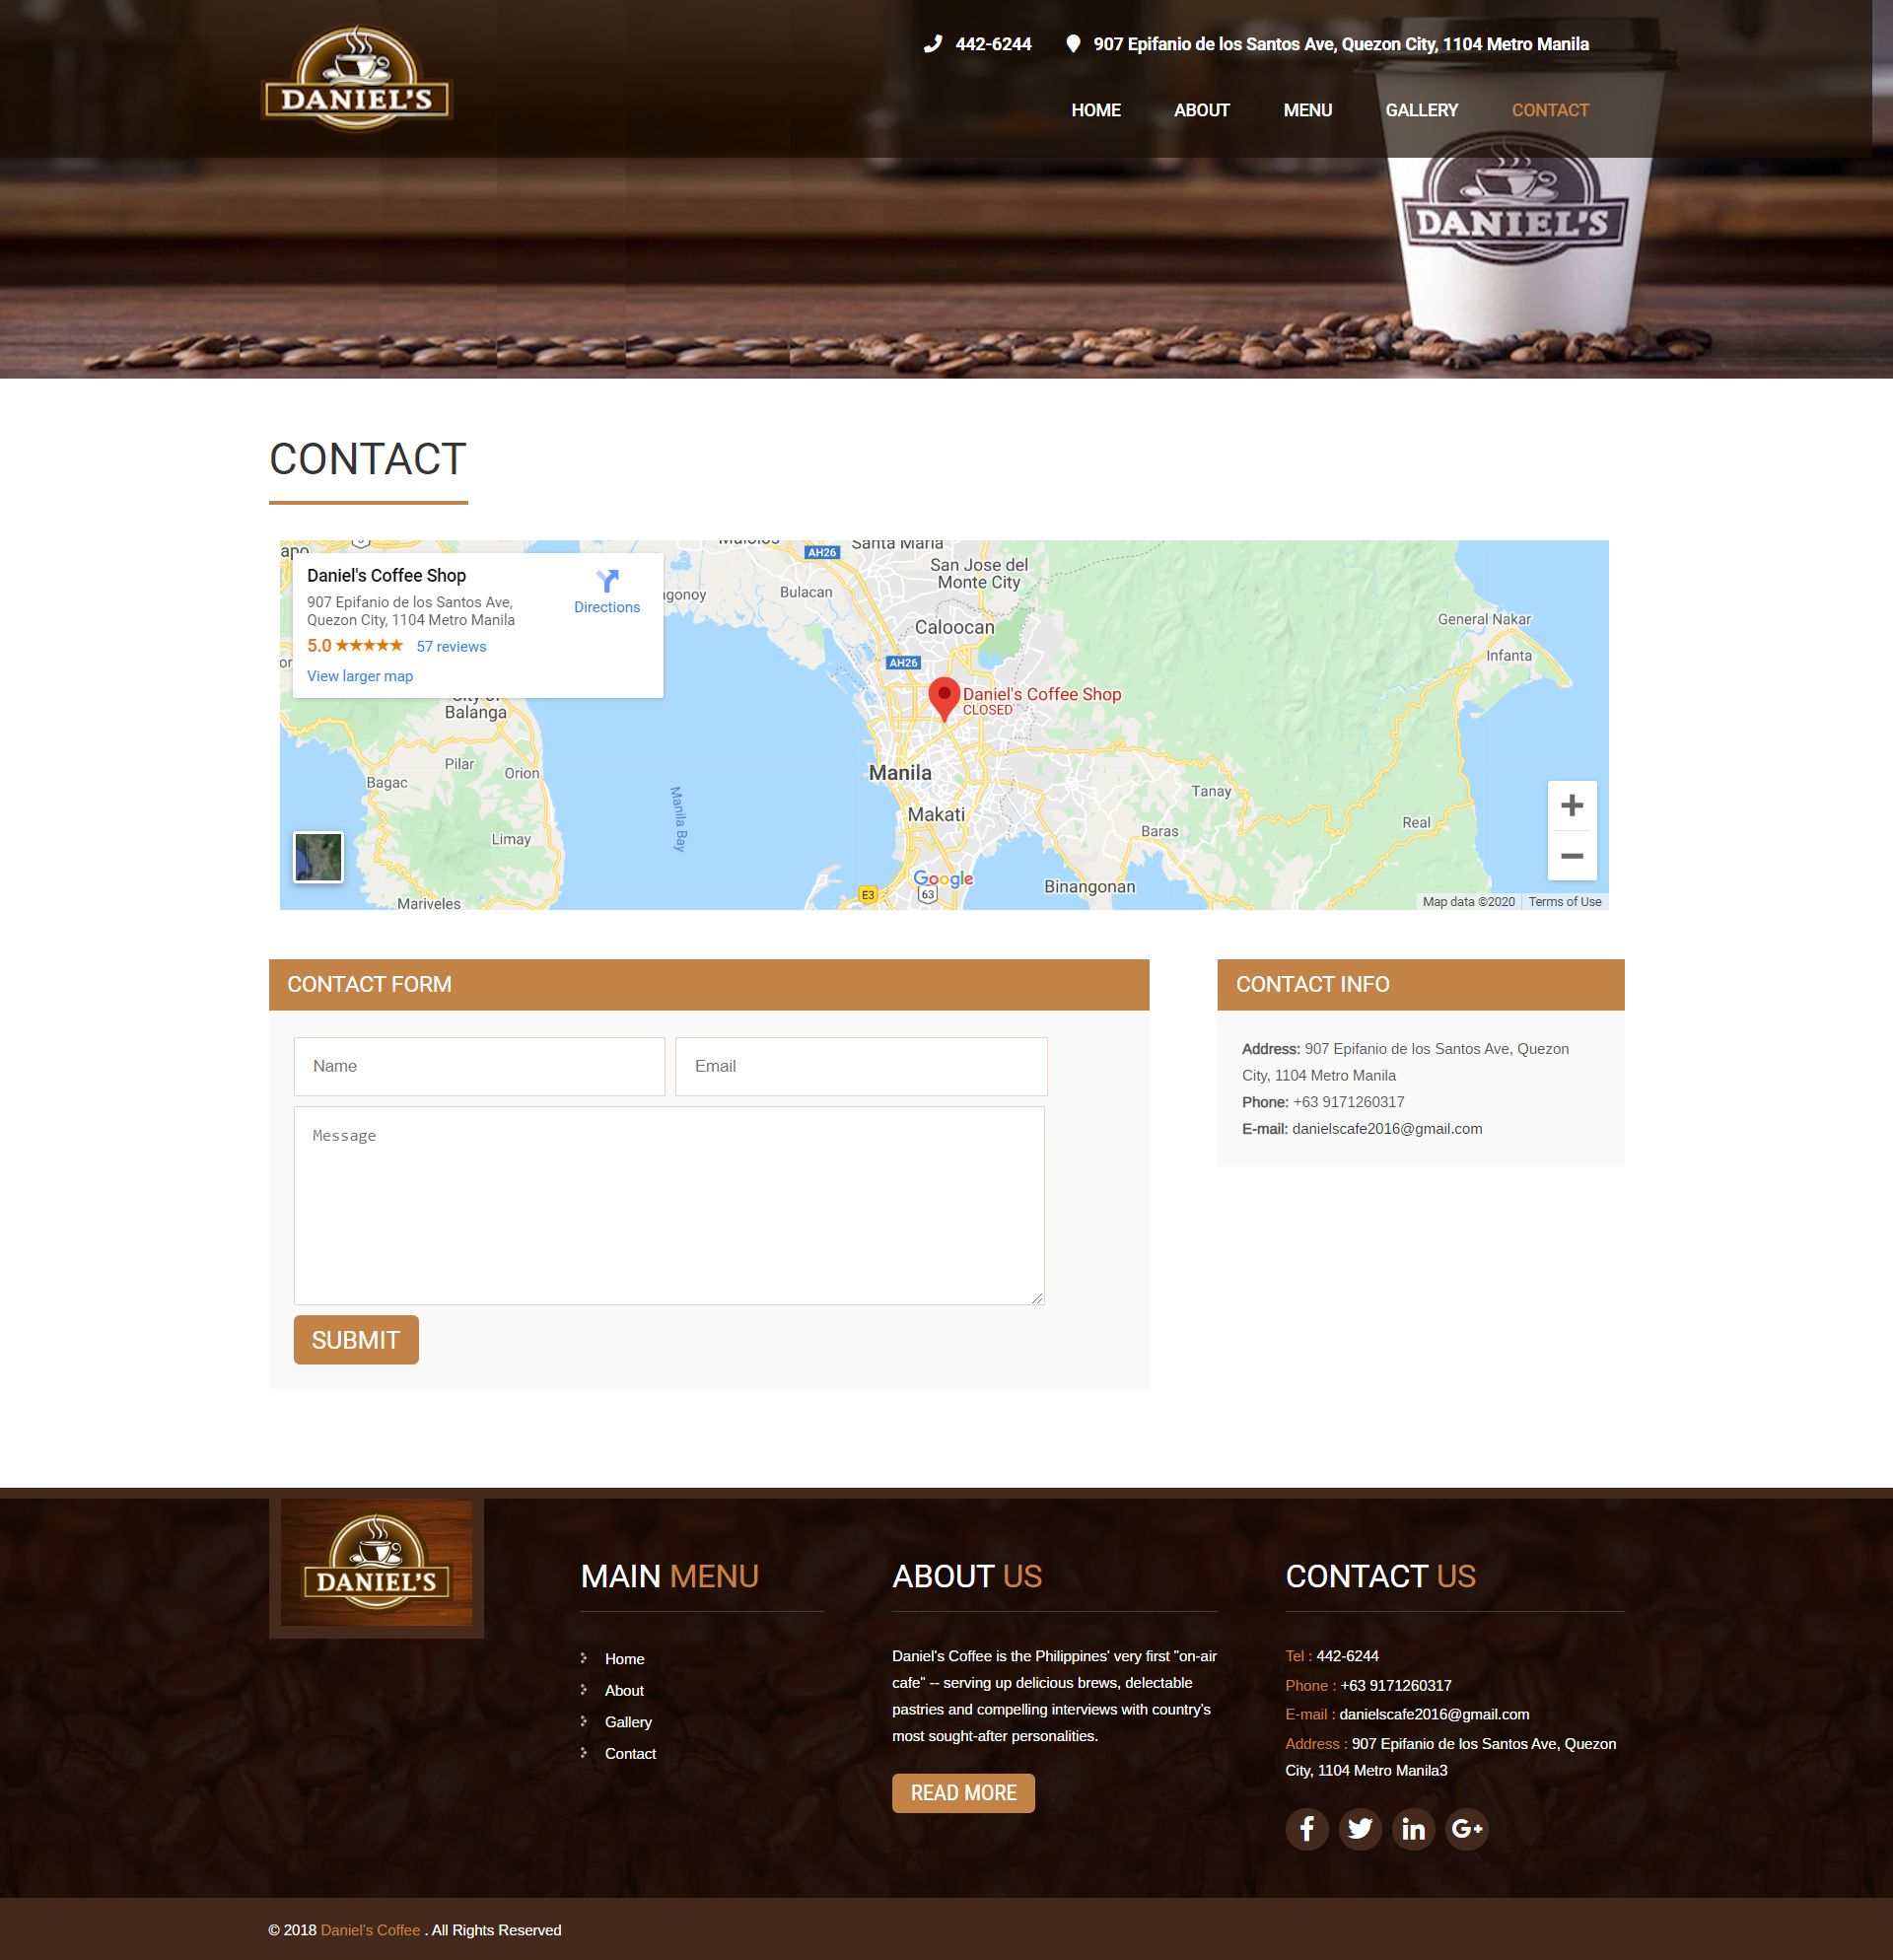 DANIEL'S
442-6244
907 Epifanio de los Santos Ave, Quezon City, 1104 Metro Manila
HOME ABOUT MENU GALLERY CONTACT
DANIEL'S
CONTACT
Daniel's Coffee Shop
907 Epifanio de los Santos Ave,
Quezon City, 1104 Metro Manila
5.0 ★★★★★ 57 reviews
View larger map
Directions
AH26
Santa Maria
San Jose del
Monte City
Bulacan
Caloocan
AH26
General Nakar
Infanta
Daniel's Coffee Shop
CLOSED
City of
Balanga
Pilar
Orion
Bagac
Manila
Manila Bay
Makati
Tanay
Baras
Real
Limay
Google
E3
63
Binangonan
Mariveles
Map data ©2020 Terms of Use
CONTACT FORM
Name
Email
Message
SUBMIT
CONTACT INFO
Address: 907 Epifanio de los Santos Ave, Quezon
City, 1104 Metro Manila
Phone: +63 9171260317
E-mail: danielscafe2016@gmail.com
DANIEL'S
MAIN MENU
Home
About
Gallery
Contact
ABOUT US
Daniel's Coffee is the Philippines' very first "on-air
cafe" -- serving up delicious brews, delectable
pastries and compelling interviews with country's
most sought-after personalities.
READ MORE
CONTACT US
Tel : 442-6244
Phone : +63 9171260317
E-mail : danielscafe2016@gmail.com
Address : 907 Epifanio de los Santos Ave, Quezon
City, 1104 Metro Manila3
© 2018 Daniel's Coffee . All Rights Reserved